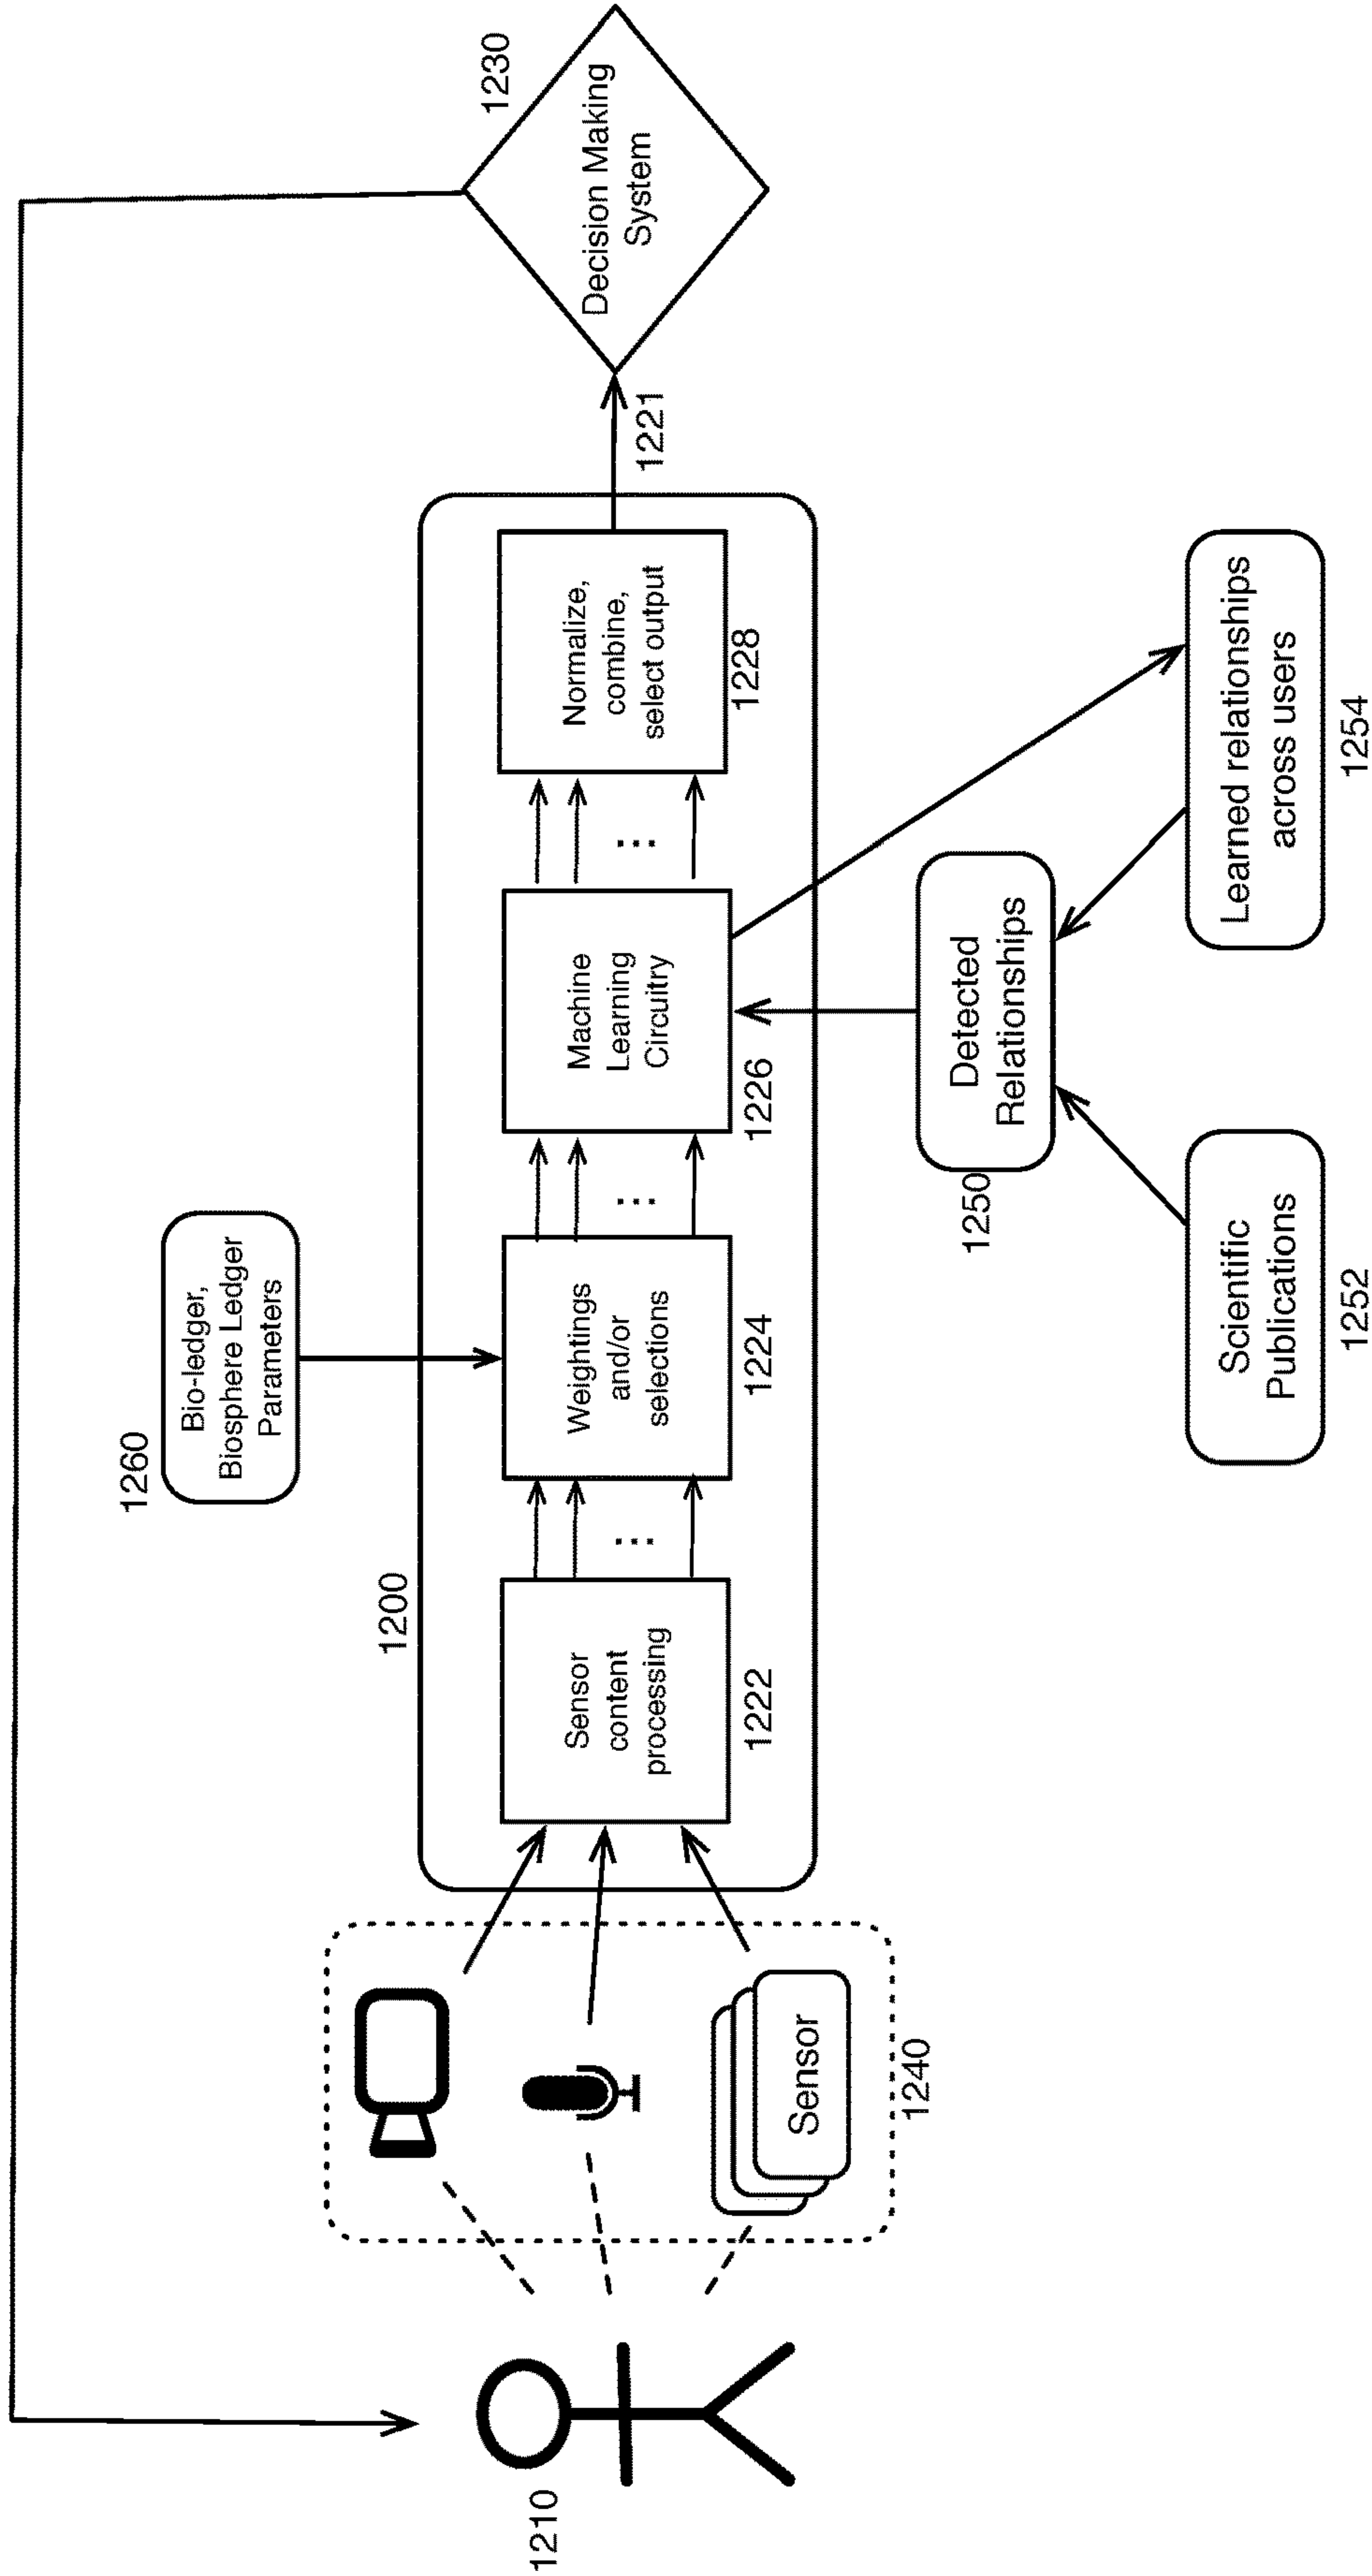 1230
Decision Making
System
1221
1260
Bio-ledger,
Biosphere Ledger
Parameters
1200
Sensor
content
processing
1222
Weightings
and/or
selections
1224
Machine
Learning
Circuitry
1226
Normalize,
combine,
select output
1228
1210
Sensor
1240
Detected
Relationships
1250
Scientific
Publications
1252
Learned relationships
across users
1254